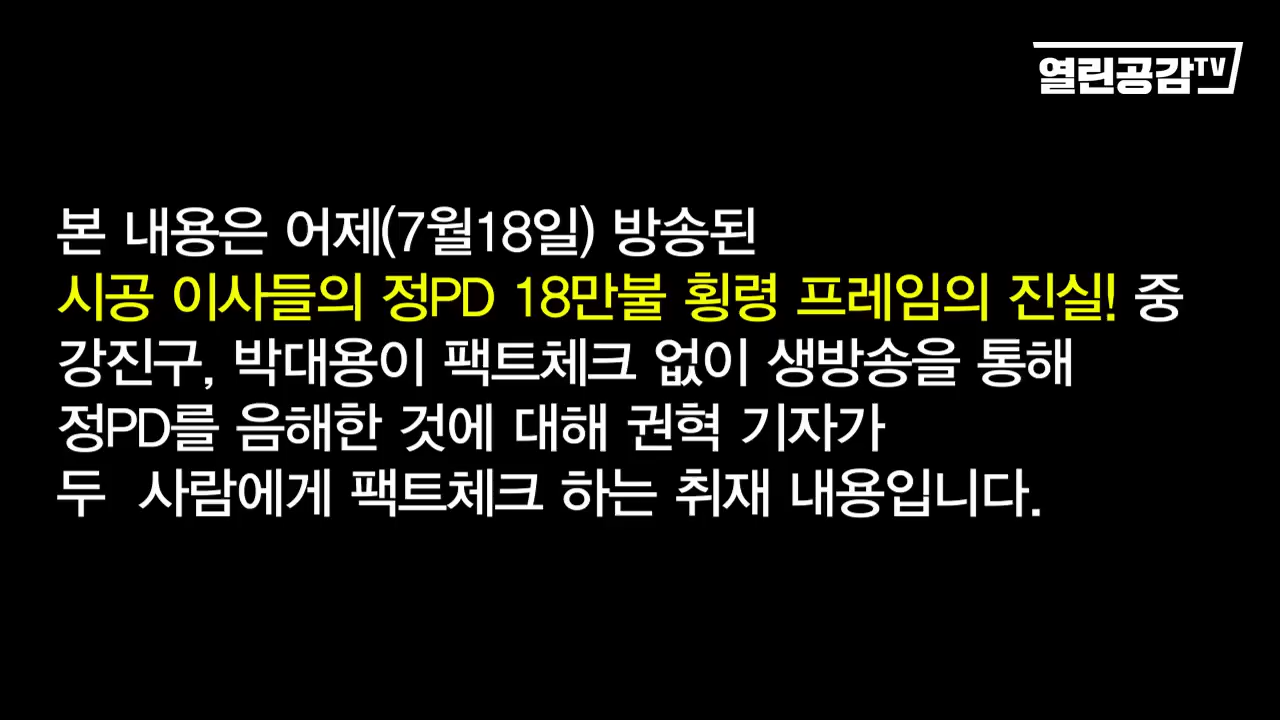 열린공감TV
본 내용은 어제(7월18일) 방송된
시공 이사들의 정PD 18만불 횡령 프레임의 진실! 중
강진구, 박대용이 팩트체크 없이 생방송을 통해
정PD를 음해한 것에 대해 권혁 기자가
두 사람에게 팩트체크 하는 취재 내용입니다.